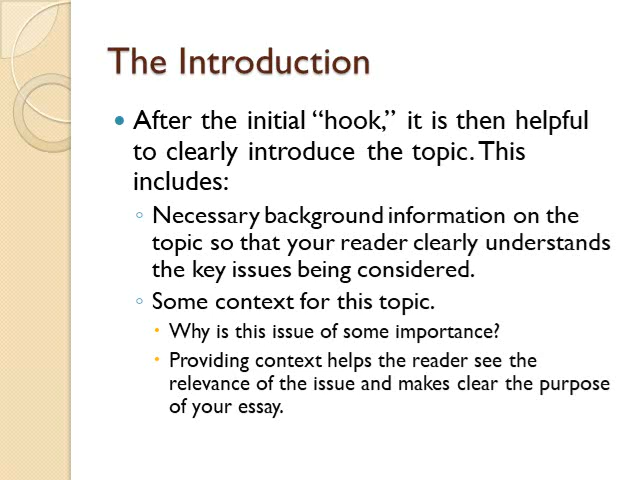 The Introduction
After the initial “hook,” it is then helpful
to clearly introduce the topic. This
includes:
Necessary background information on the
topic so that your reader clearly understands
the key issues being considered.
Some context for this topic.
Why is this issue of some importance?
Providing context helps the reader see the
relevance of the issue and makes clear the purpose
of your essay.